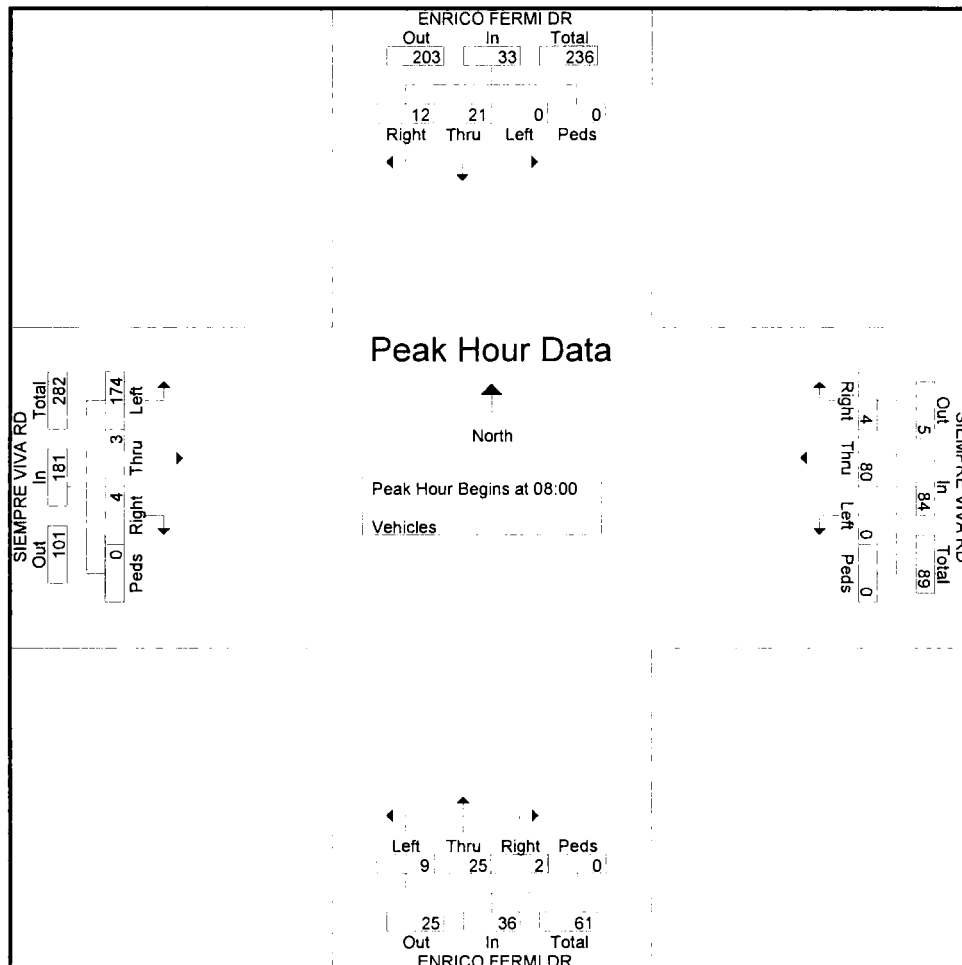 ENRICO FERMI DR
Out In Total
203 33 236
12 21 0 0
Right Thru Left Peds
Peak Hour Data
North
Peak Hour Begins at 08:00
Vehicles
SIEMPRE VIVA RD
Out In Total
101 181 282
0 4 3 174
Peds Right Thru Left
Right Thru Left Peds
4 80 0 0
5 84 89
Out In Total
SIEMPRE VIVA RD
Left Thru Right Peds
9 25 2 0
25 36 61
Out In Total
ENRICO FERMI DR